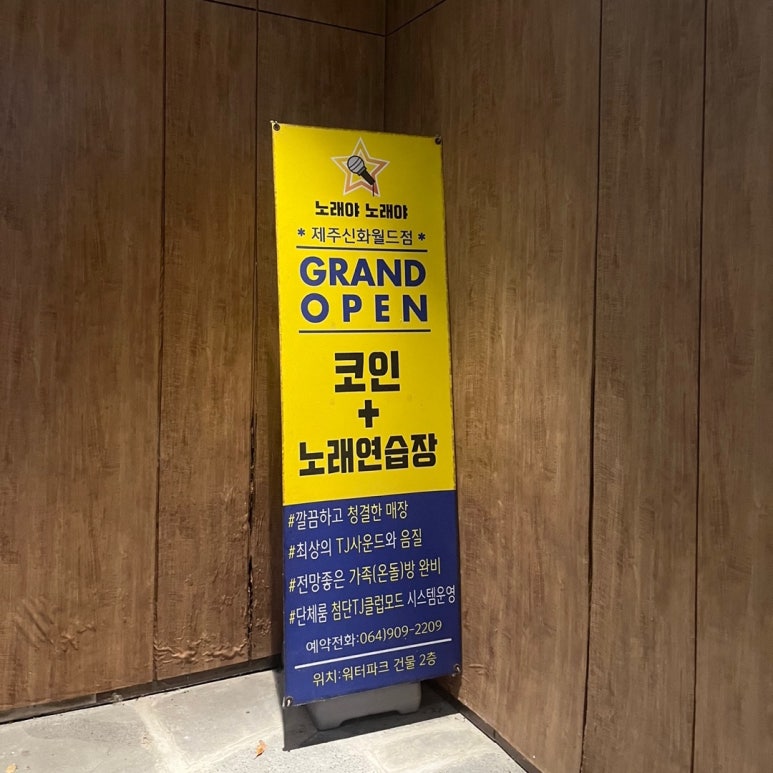 노래야 노래야
* 제주신화월드점 *
GRAND
OPEN
코인
+
노래연습장
#깔끔하고 청결한 매장
#최상의 TJ사운드와 음질
#전망좋은 가족(온돌)방 완비
#단체룸 첨단TJ클럽모드 시스템운영
예약전화:064)909-2209
위치:워터파크 건물 2층